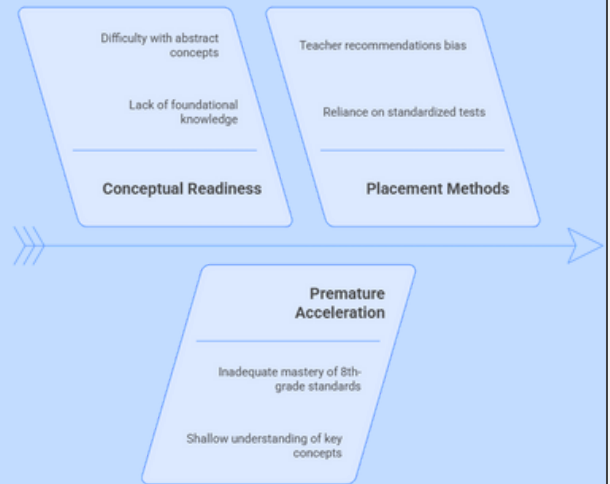 Difficulty with abstract
concepts
Lack of foundational
knowledge
Conceptual Readiness
Teacher recommendations bias
Reliance on standardized tests
Placement Methods
Premature
Acceleration
Inadequate mastery of 8th-
grade standards
Shallow understanding of key
concepts